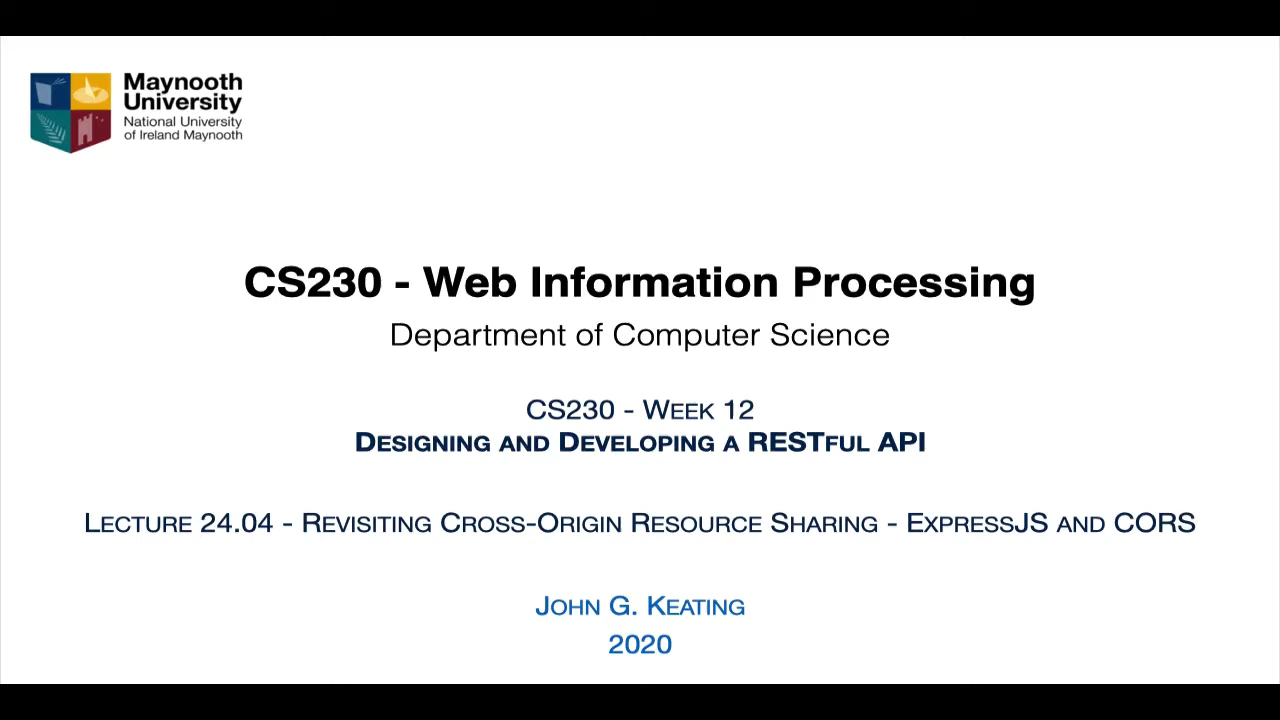 Maynooth
University
National University
of Ireland Maynooth
CS230 - Web Information Processing
Department of Computer Science
CS230 - Week 12
Designing and Developing a RESTful API
Lecture 24.04 - Revisiting Cross-Origin Resource Sharing - ExpressJS and CORS
John G. Keating
2020